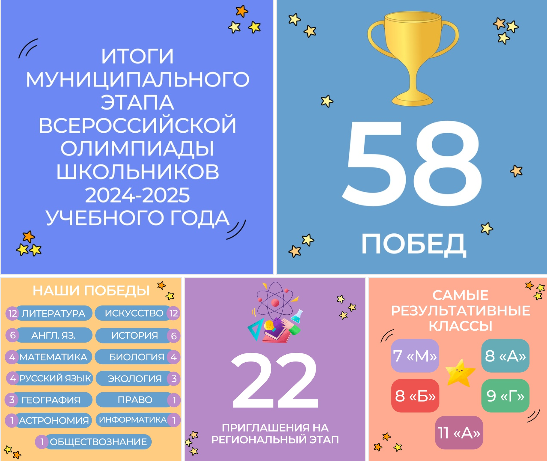 ИТОГИ
МУНИЦИПАЛЬНОГО
ЭТАПА
ВСЕРОССИЙСКОЙ
ОЛИМПИАДЫ
ШКОЛЬНИКОВ
2024-2025
УЧЕБНОГО ГОДА
58
ПОБЕД
НАШИ ПОБЕДЫ
12 ЛИТЕРАТУРА ИСКУССТВО 12
6 АНГЛ. ЯЗ. ИСТОРИЯ 6
4 МАТЕМАТИКА БИОЛОГИЯ 4
4 РУССКИЙ ЯЗЫК ЭКОЛОГИЯ 3
3 ГЕОГРАФИЯ ПРАВО 1
1 АСТРОНОМИЯ ИНФОРМАТИКА 1
1 ОБЩЕСТВОЗНАНИЕ
22
ПРИГЛАШЕНИЯ НА
РЕГИОНАЛЬНЫЙ ЭТАП
САМЫЕ
РЕЗУЛЬТАТИВНЫЕ
КЛАССЫ
7 «М» 8 «А»
8 «Б» 9 «Г»
11 «А»